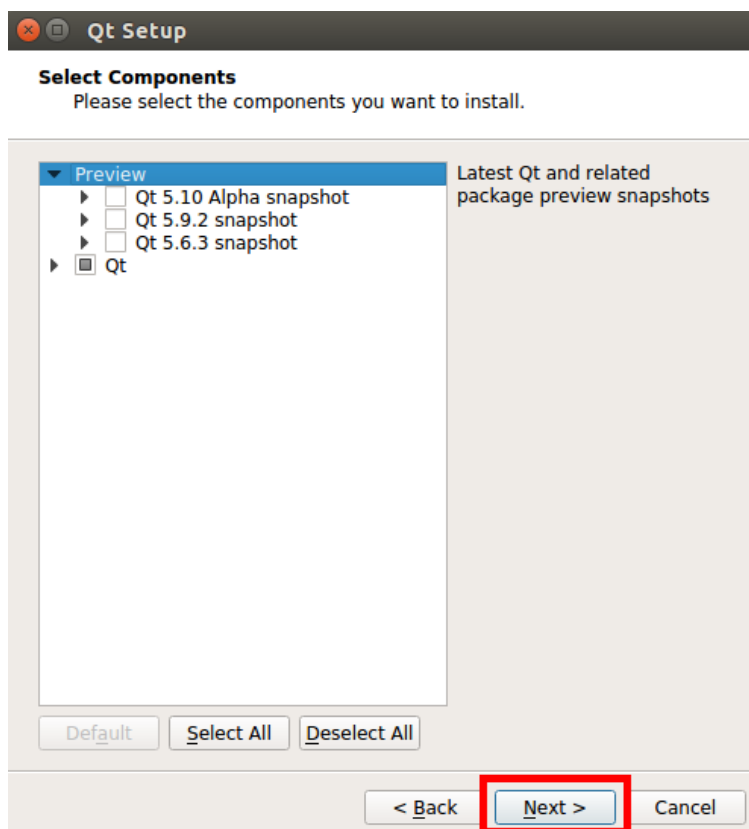 Qt Setup
Select Components
Please select the components you want to install.
Preview
Qt 5.10 Alpha snapshot
Qt 5.9.2 snapshot
Qt 5.6.3 snapshot
Qt
Latest Qt and related
package preview snapshots
Default
Select All
Deselect All
< Back
Next >
Cancel